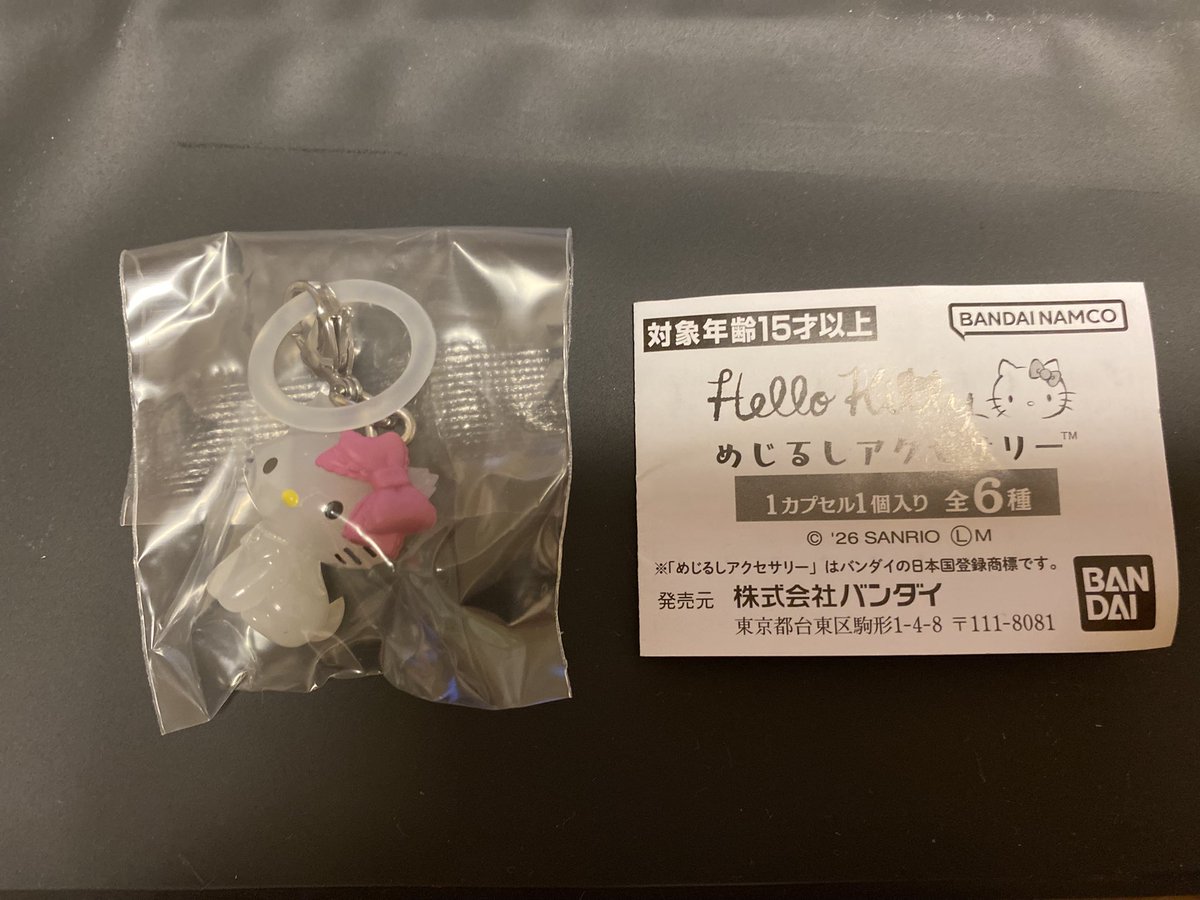 対象年齢15才以上
BANDAI NAMCO
Hello Kitty
めじるしアクセサリー™
1カプセル1個入り 全6種
© '26 SANRIO ⓁM
※「めじるしアクセサリー」はバンダイの日本国登録商標です。
発売元 株式会社バンダイ
東京都台東区駒形1-4-8 〒111-8081
BAN
DAI